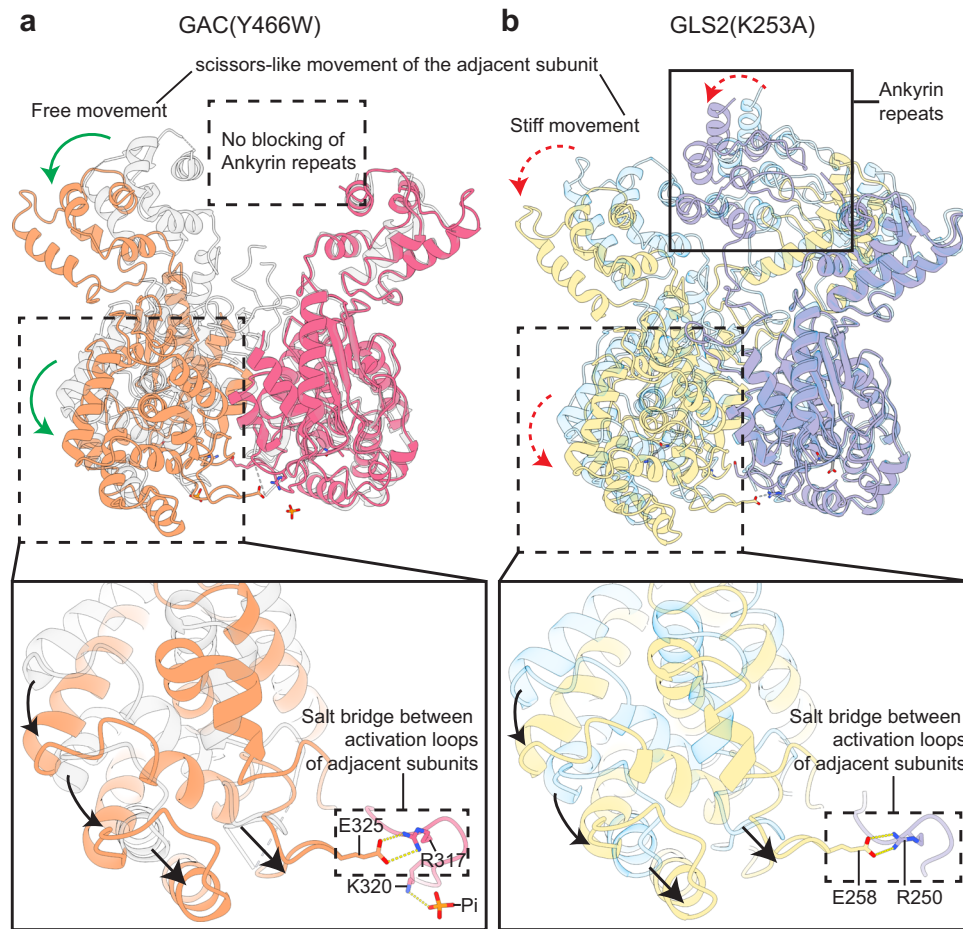 a
GAC(Y466W)
b
GLS2(K253A)
scissors-like movement of the adjacent subunit
Free movement
No blocking of
Ankyrin repeats
Stiff movement
Ankyrin
repeats
Salt bridge between
activation loops
of adjacent subunits
E325
R317
K320
Pi
Salt bridge between
activation loops
of adjacent subunits
E258
R250